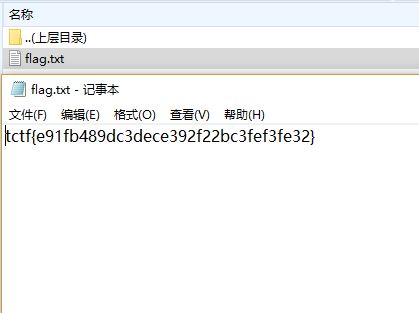 名称
..(上层目录)
flag.txt
flag.txt - 记事本
文件(F) 编辑(E) 格式(O) 查看(V) 帮助(H)
tctf{e91fb489dc3dece392f22bc3fef3fe32}